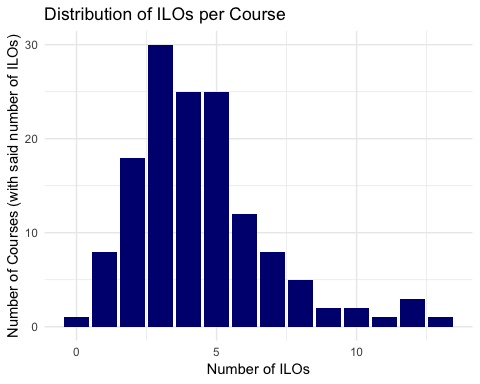 Distribution of ILOs per Course
Number of Courses (with said number of ILOs)
30
20
10
0
0
5
10
Number of ILOs